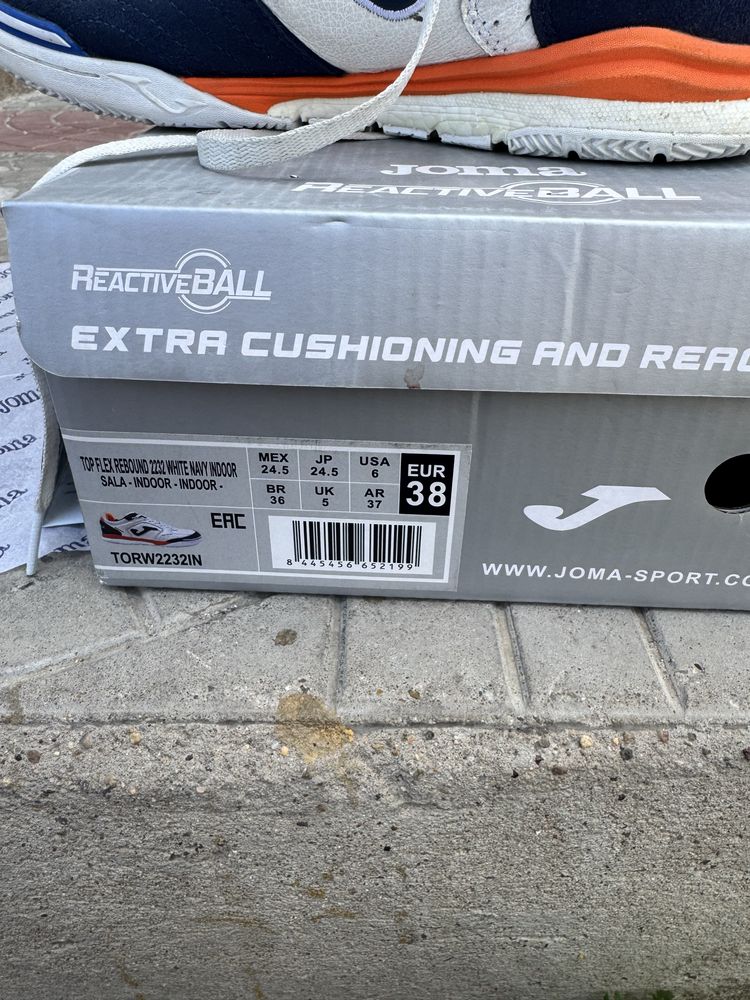 Joma
REACTIVEBALL
REACTIVEBALL
EXTRA CUSHIONING AND REAC
TOP FLEX REBOUND 2232 WHITE NAVY INDOOR
SALA - INDOOR - INDOOR -
MEX 24.5
JP 24.5
USA 6
EUR 38
BR 36
UK 5
AR 37
EAC
TORW2232IN
8 445456 652199
WWW.JOMA-SPORT.CO
Joma
Joma